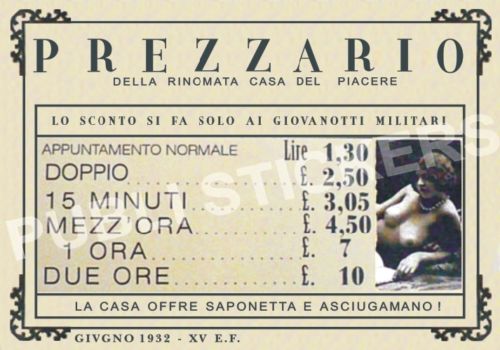 PREZZARIO
DELLA RINOMATA CASA DEL PIACERE
LO SCONTO SI FA SOLO AI GIOVANOTTI MILITARI
APPUNTAMENTO NORMALE Lire 1,30
DOPPIO............... £. 2,50
15 MINUTI........... £. 3,05
MEZZ'ORA.......... £. 4,50
1 ORA............... £. 7
DUE ORE............ £. 10
LA CASA OFFRE SAPONETTA E ASCIUGAMANO!
GIVGNO 1932 - XV E.F.